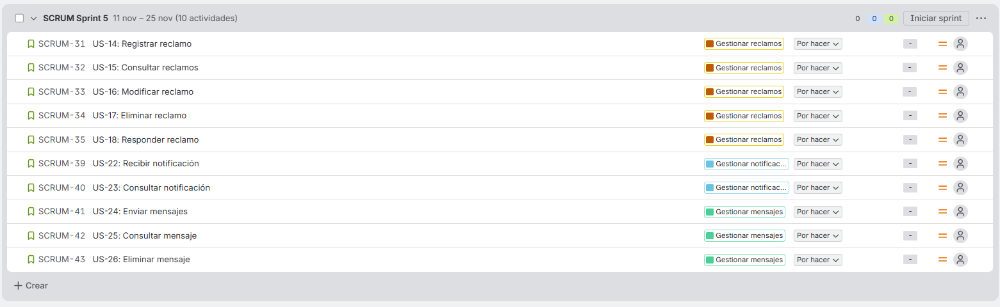 SCRUM Sprint 5 11 nov – 25 nov (10 actividades) 0 0 0 Iniciar sprint
SCRUM-31 US-14: Registrar reclamo Gestionar reclamos Por hacer -
SCRUM-32 US-15: Consultar reclamos Gestionar reclamos Por hacer -
SCRUM-33 US-16: Modificar reclamo Gestionar reclamos Por hacer -
SCRUM-34 US-17: Eliminar reclamo Gestionar reclamos Por hacer -
SCRUM-35 US-18: Responder reclamo Gestionar reclamos Por hacer -
SCRUM-39 US-22: Recibir notificación Gestionar notificac... Por hacer -
SCRUM-40 US-23: Consultar notificación Gestionar notificac... Por hacer -
SCRUM-41 US-24: Enviar mensajes Gestionar mensajes Por hacer -
SCRUM-42 US-25: Consultar mensaje Gestionar mensajes Por hacer -
SCRUM-43 US-26: Eliminar mensaje Gestionar mensajes Por hacer -
+ Crear